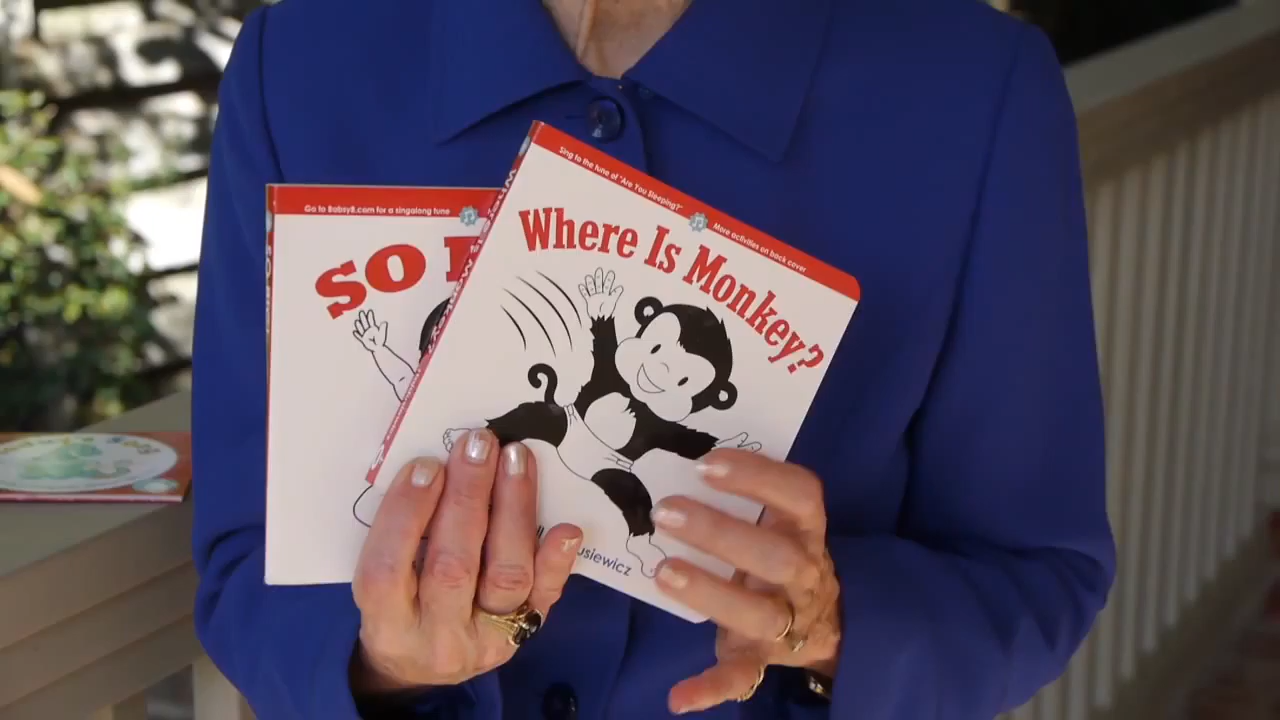 Go to BabsyB.com for a singalong tune
SO
Sing to the tune of "Are You Sleeping?" More activities on back cover
Where Is Monkey?
usiewicz